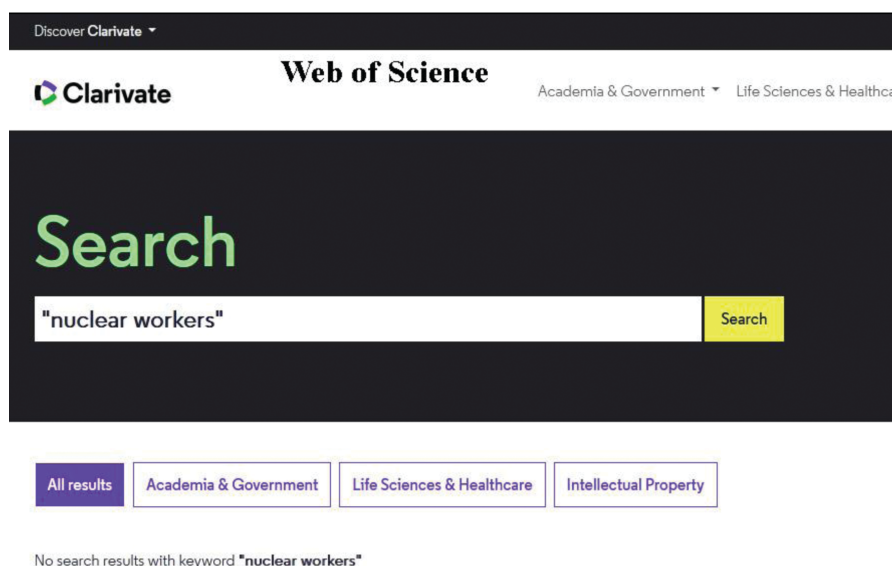 Discover Clarivate
Clarivate
Web of Science
Academia & Government Life Sciences & Healthca
Search
"nuclear workers" Search
All results Academia & Government Life Sciences & Healthcare Intellectual Property
No search results with keyword "nuclear workers"